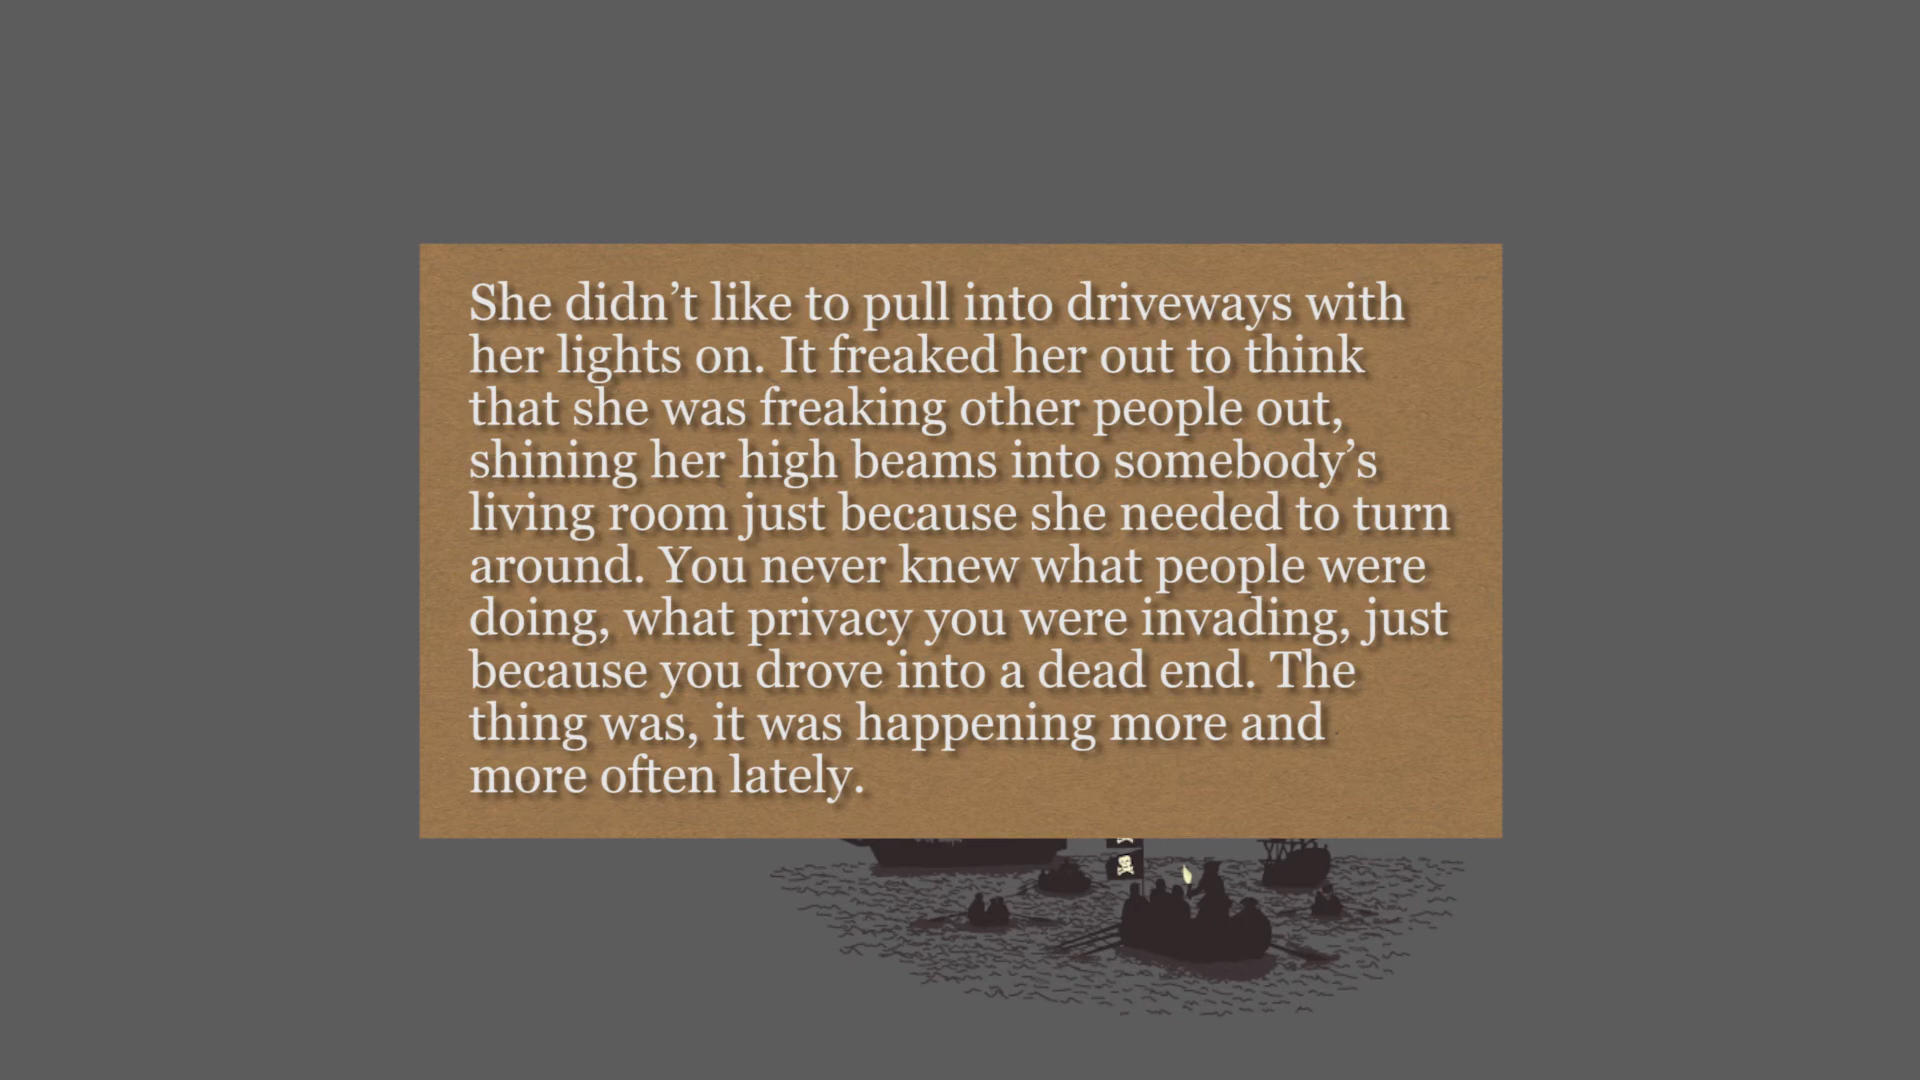 She didn’t like to pull into driveways with
her lights on. It freaked her out to think
that she was freaking other people out,
shining her high beams into somebody’s
living room just because she needed to turn
around. You never knew what people were
doing, what privacy you were invading, just
because you drove into a dead end. The
thing was, it was happening more and
more often lately.